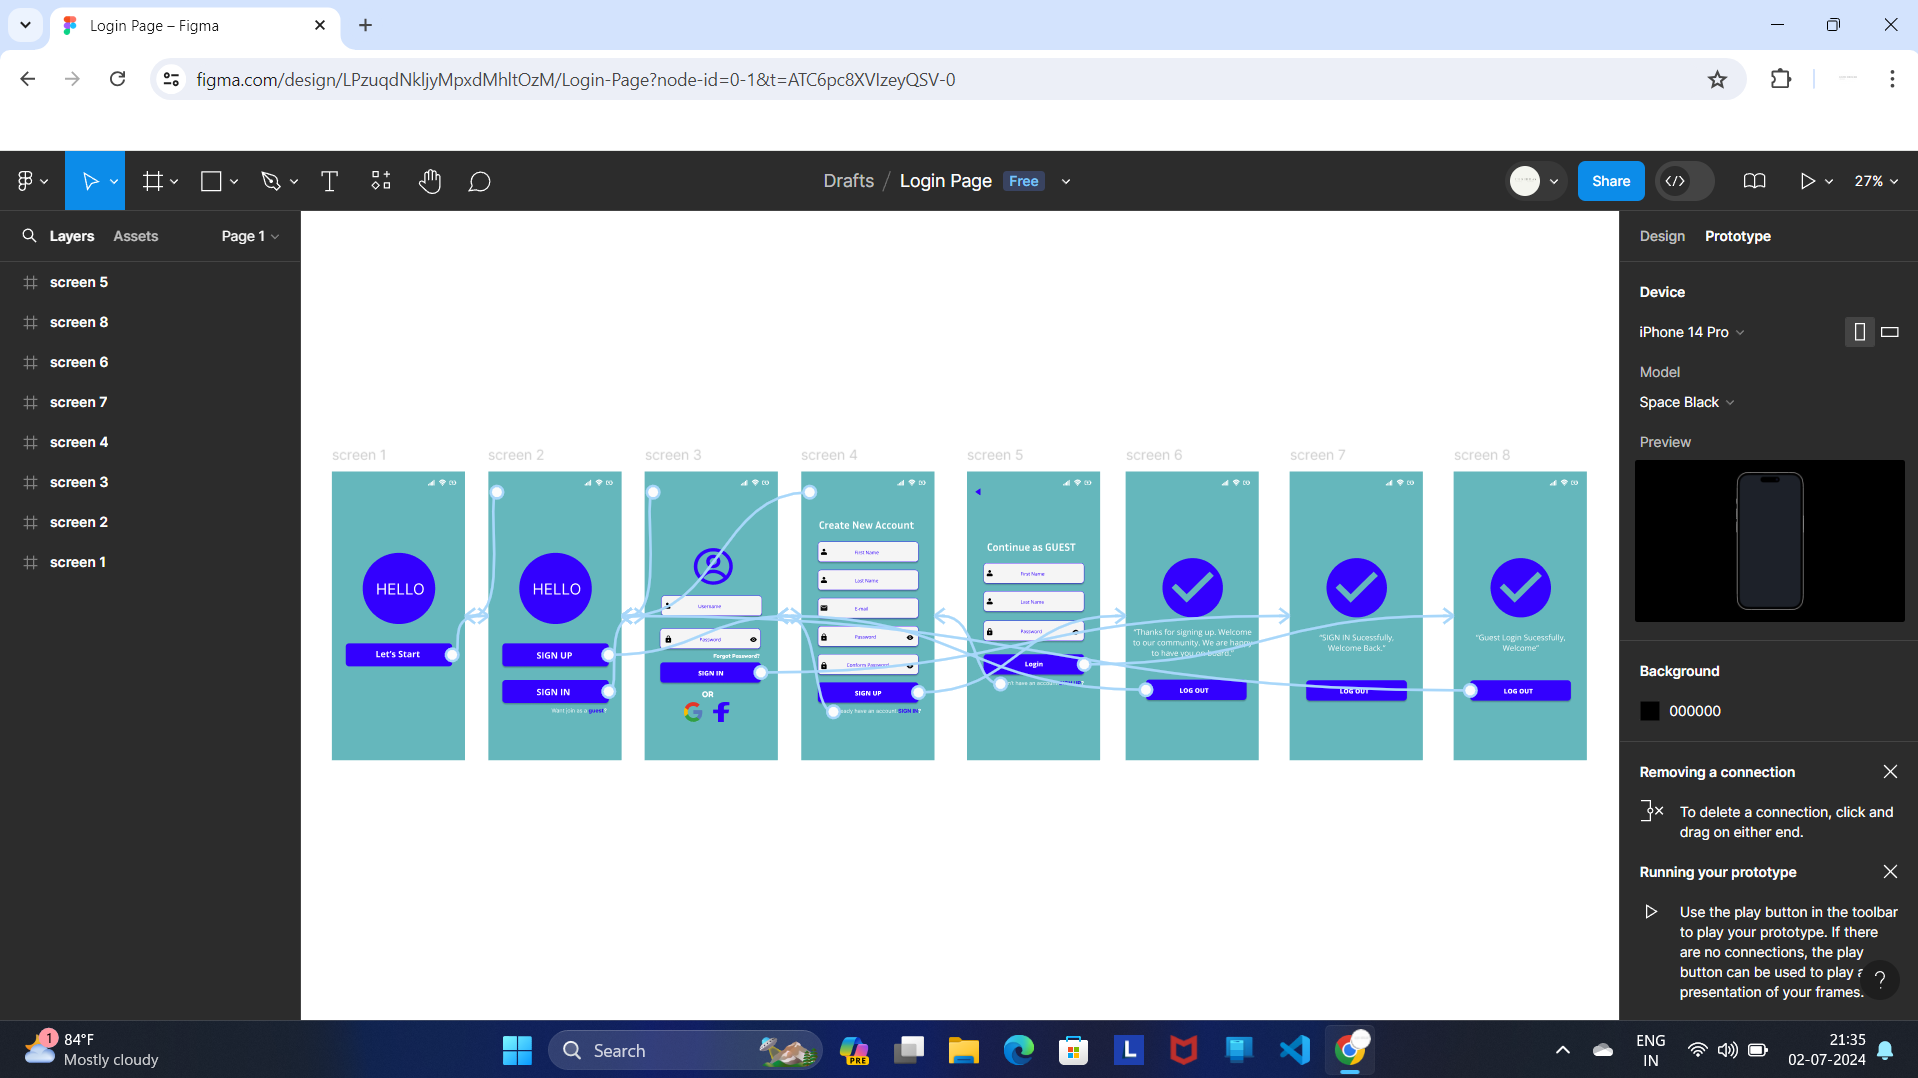 Login Page – Figma
figma.com/design/LPzuqdNkljyMpxdMhltOzM/Login-Page?node-id=0-1&t=ATC6pc8XVIzeyQSV-0
Drafts / Login Page Free
Share
27%
Layers Assets Page 1
screen 5
screen 8
screen 6
screen 7
screen 4
screen 3
screen 2
screen 1
screen 1
HELLO
Let's Start
screen 2
HELLO
SIGN UP
SIGN IN
Want join as a guest?
screen 3
Username
Password
Forgot Password?
SIGN IN
OR
screen 4
Create New Account
First Name
Last Name
E-mail
Password
Conform Password
SIGN UP
have an account SIGN IN?
screen 5
Continue as GUEST
First Name
Last Name
Password
Login
have an account
screen 6
“Thanks for signing up. Welcome
to our community. We are happy
to have you on board.”
LOG OUT
screen 7
“SIGN IN Sucessfully,
Welcome Back.”
LOG OUT
screen 8
“Guest Login Sucessfully,
Welcome”
LOG OUT
Design Prototype
Device
iPhone 14 Pro
Model
Space Black
Preview
Background
000000
Removing a connection
To delete a connection, click and
drag on either end.
Running your prototype
Use the play button in the toolbar
to play your prototype. If there
are no connections, the play
button can be used to play a
presentation of your frames.
?
1
84°F
Mostly cloudy
Search
PRE
L
ENG
IN
21:35
02-07-2024